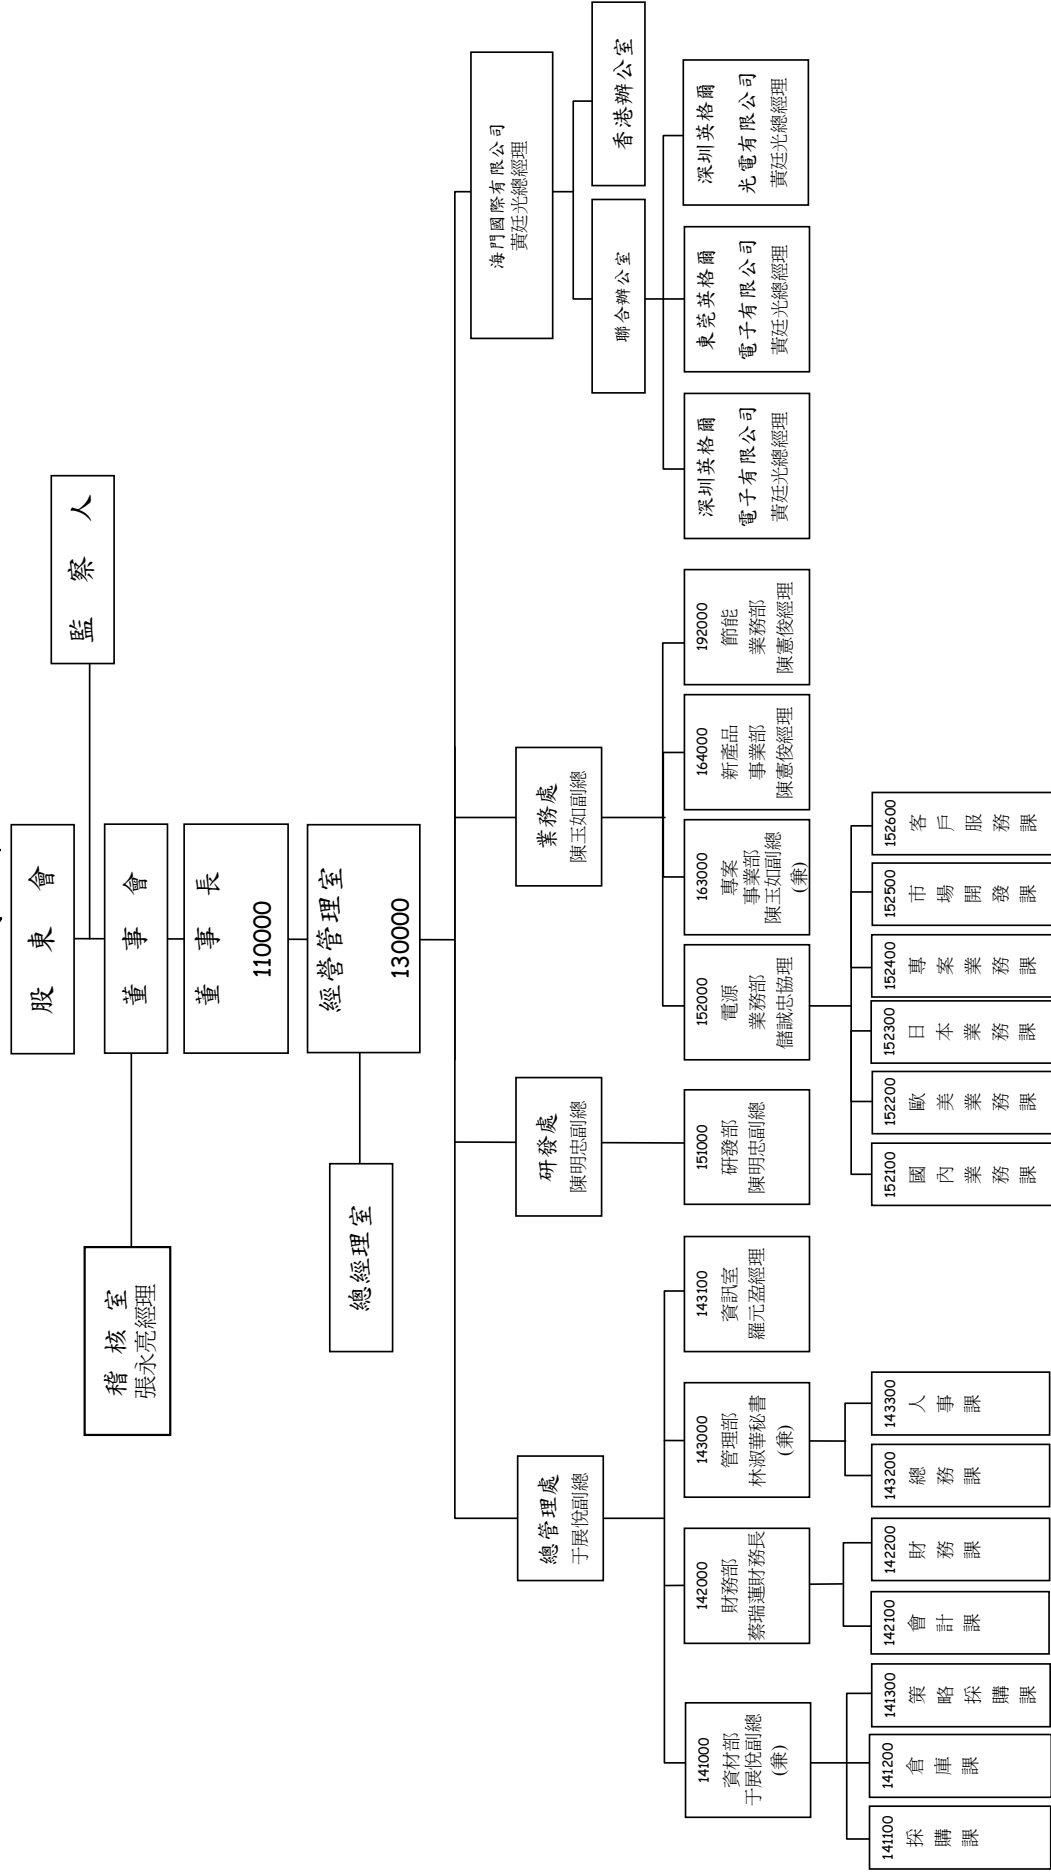 股東會
監察人
董事會
稽核室
張永亮經理
董事長
110000
經營管理室
130000
總經理室
總管理處
于展悅副總
研發處
陳明忠副總
業務處
陳玉如副總
海門國際有限公司
黃廷光總經理
聯合辦公室
香港辦公室
141000
資材部
于展悅副總
(兼)
142000
財務部
蔡瑞蓮財務長
143000
管理部
林淑華秘書
(兼)
143100
資訊室
羅元盈經理
151000
研發部
陳明忠副總
152000
電源
業務部
儲誠忠協理
163000
專案
事業部
陳玉如副總
(兼)
164000
新產品
事業部
陳憲俊經理
192000
節能
業務部
陳憲俊經理
深圳英格爾
電子有限公司
黃廷光總經理
東莞英格爾
電子有限公司
黃廷光總經理
深圳英格爾
光電有限公司
黃廷光總經理
141100
採購課
141200
倉庫課
141300
策略採購課
142100
會計課
142200
財務課
143200
總務課
143300
人事課
152100
國內業務課
152200
歐美業務課
152300
日本業務課
152400
專案業務課
152500
市場開發課
152600
客戶服務課